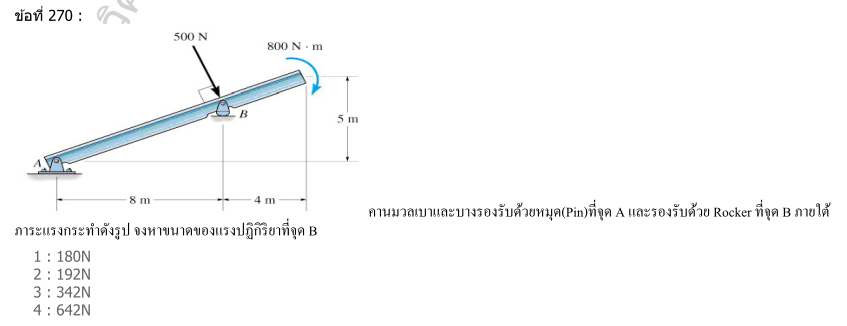 ข้อที่ 270 :
500 N
800 N · m
B
5 m
A
8 m
4 m
คานมวลเบาและบางรองรับด้วยหมุด(Pin)ที่จุด A และรองรับด้วย Rocker ที่จุด B ภายใต้
ภาระแรงกระทำดังรูป จงหาขนาดของแรงปฏิกิริยาที่จุด B
1 : 180N
2 : 192N
3 : 342N
4 : 642N